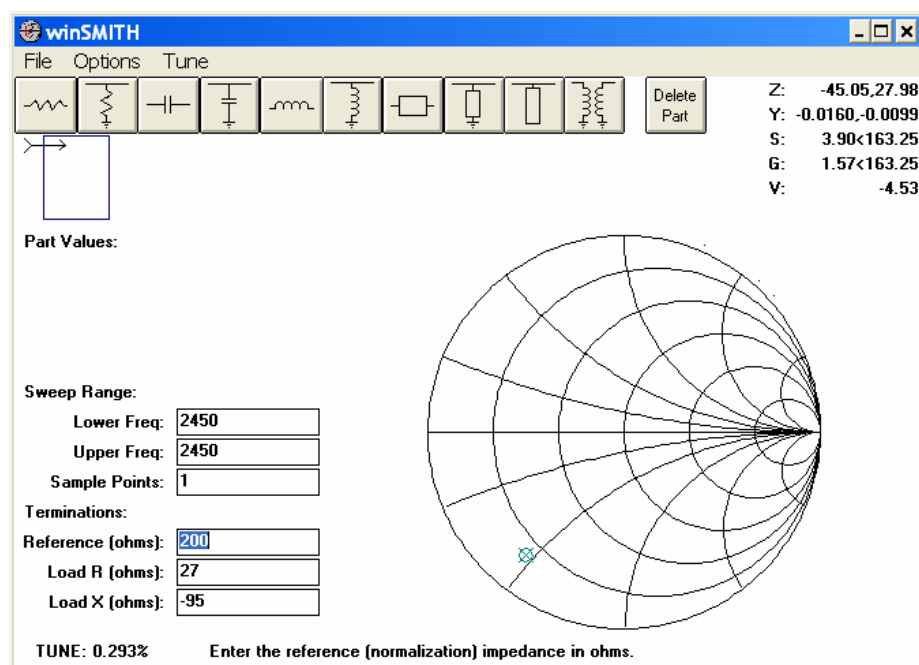 winSMITH
File Options Tune
Delete
Part
Z: -45.05,27.98
Y: -0.0160,-0.0099
S: 3.90<163.25
G: 1.57<163.25
V: -4.53
Part Values:
Sweep Range:
Lower Freq: 2450
Upper Freq: 2450
Sample Points: 1
Terminations:
Reference (ohms): 200
Load R (ohms): 27
Load X (ohms): -95
TUNE: 0.293% Enter the reference (normalization) impedance in ohms.